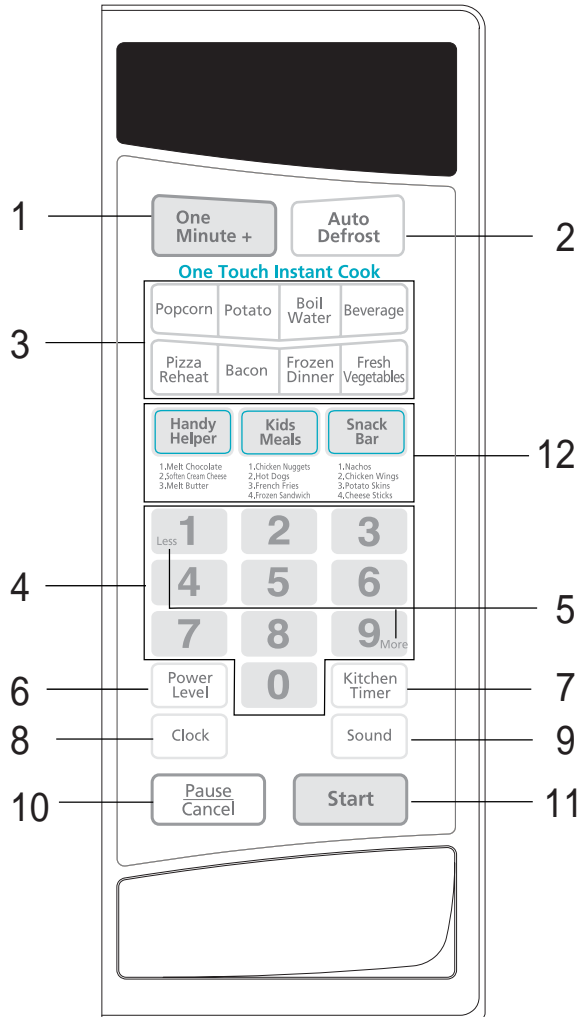 1
One
Minute +
Auto
Defrost
2
One Touch Instant Cook
3
Popcorn
Potato
Boil
Water
Beverage
Pizza
Reheat
Bacon
Frozen
Dinner
Fresh
Vegetables
Handy
Helper
Kids
Meals
Snack
Bar
12
1.Melt Chocolate
2,Soften Cream Cheese
3.Melt Butter
1.Chicken Nuggets
2.Hot Dogs
3.French Fries
4.Frozen Sandwich
1.Nachos
2.Chicken Wings
3.Potato Skins
4.Cheese Sticks
4
Less 1 2 3
4 5 6
5
7 8 9 More
6
Power
Level
0
Kitchen
Timer
7
8
Clock
Sound
9
10
Pause
Cancel
Start
11